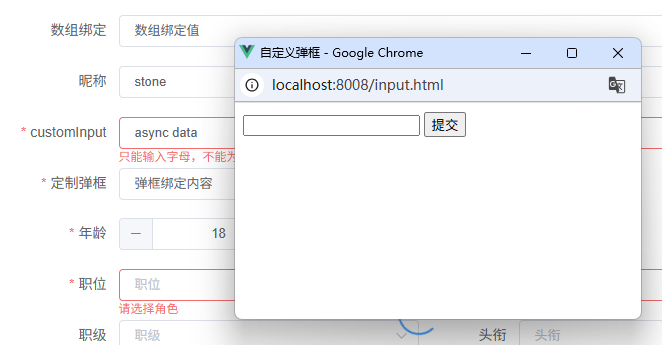 数组绑定 数组绑定值
自定义弹框 - Google Chrome
昵称 stone
localhost:8008/input.html
* customInput async data
提交
只能输入字母，不能为
* 定制弹框 弹框绑定内容
* 年龄 18
* 职位 职位
请选择角色
职级 职级 头衔 头衔